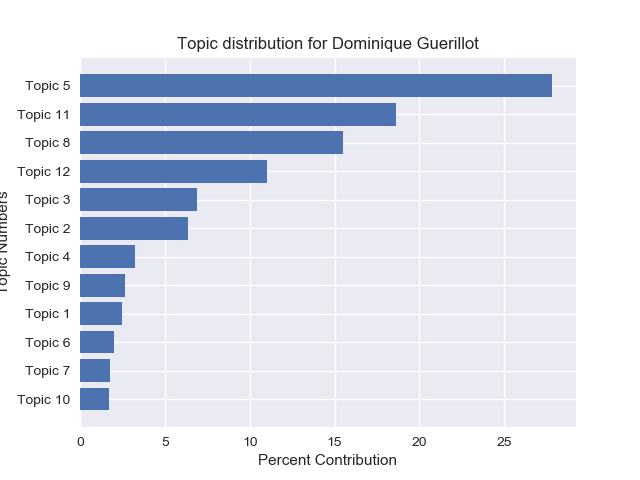 Topic distribution for Dominique Guerillot
Topic 5
Topic 11
Topic 8
Topic 12
Topic 3
Topic 2
Topic 4
Topic 9
Topic 1
Topic 6
Topic 7
Topic 10
Topic Numbers
0 5 10 15 20 25
Percent Contribution